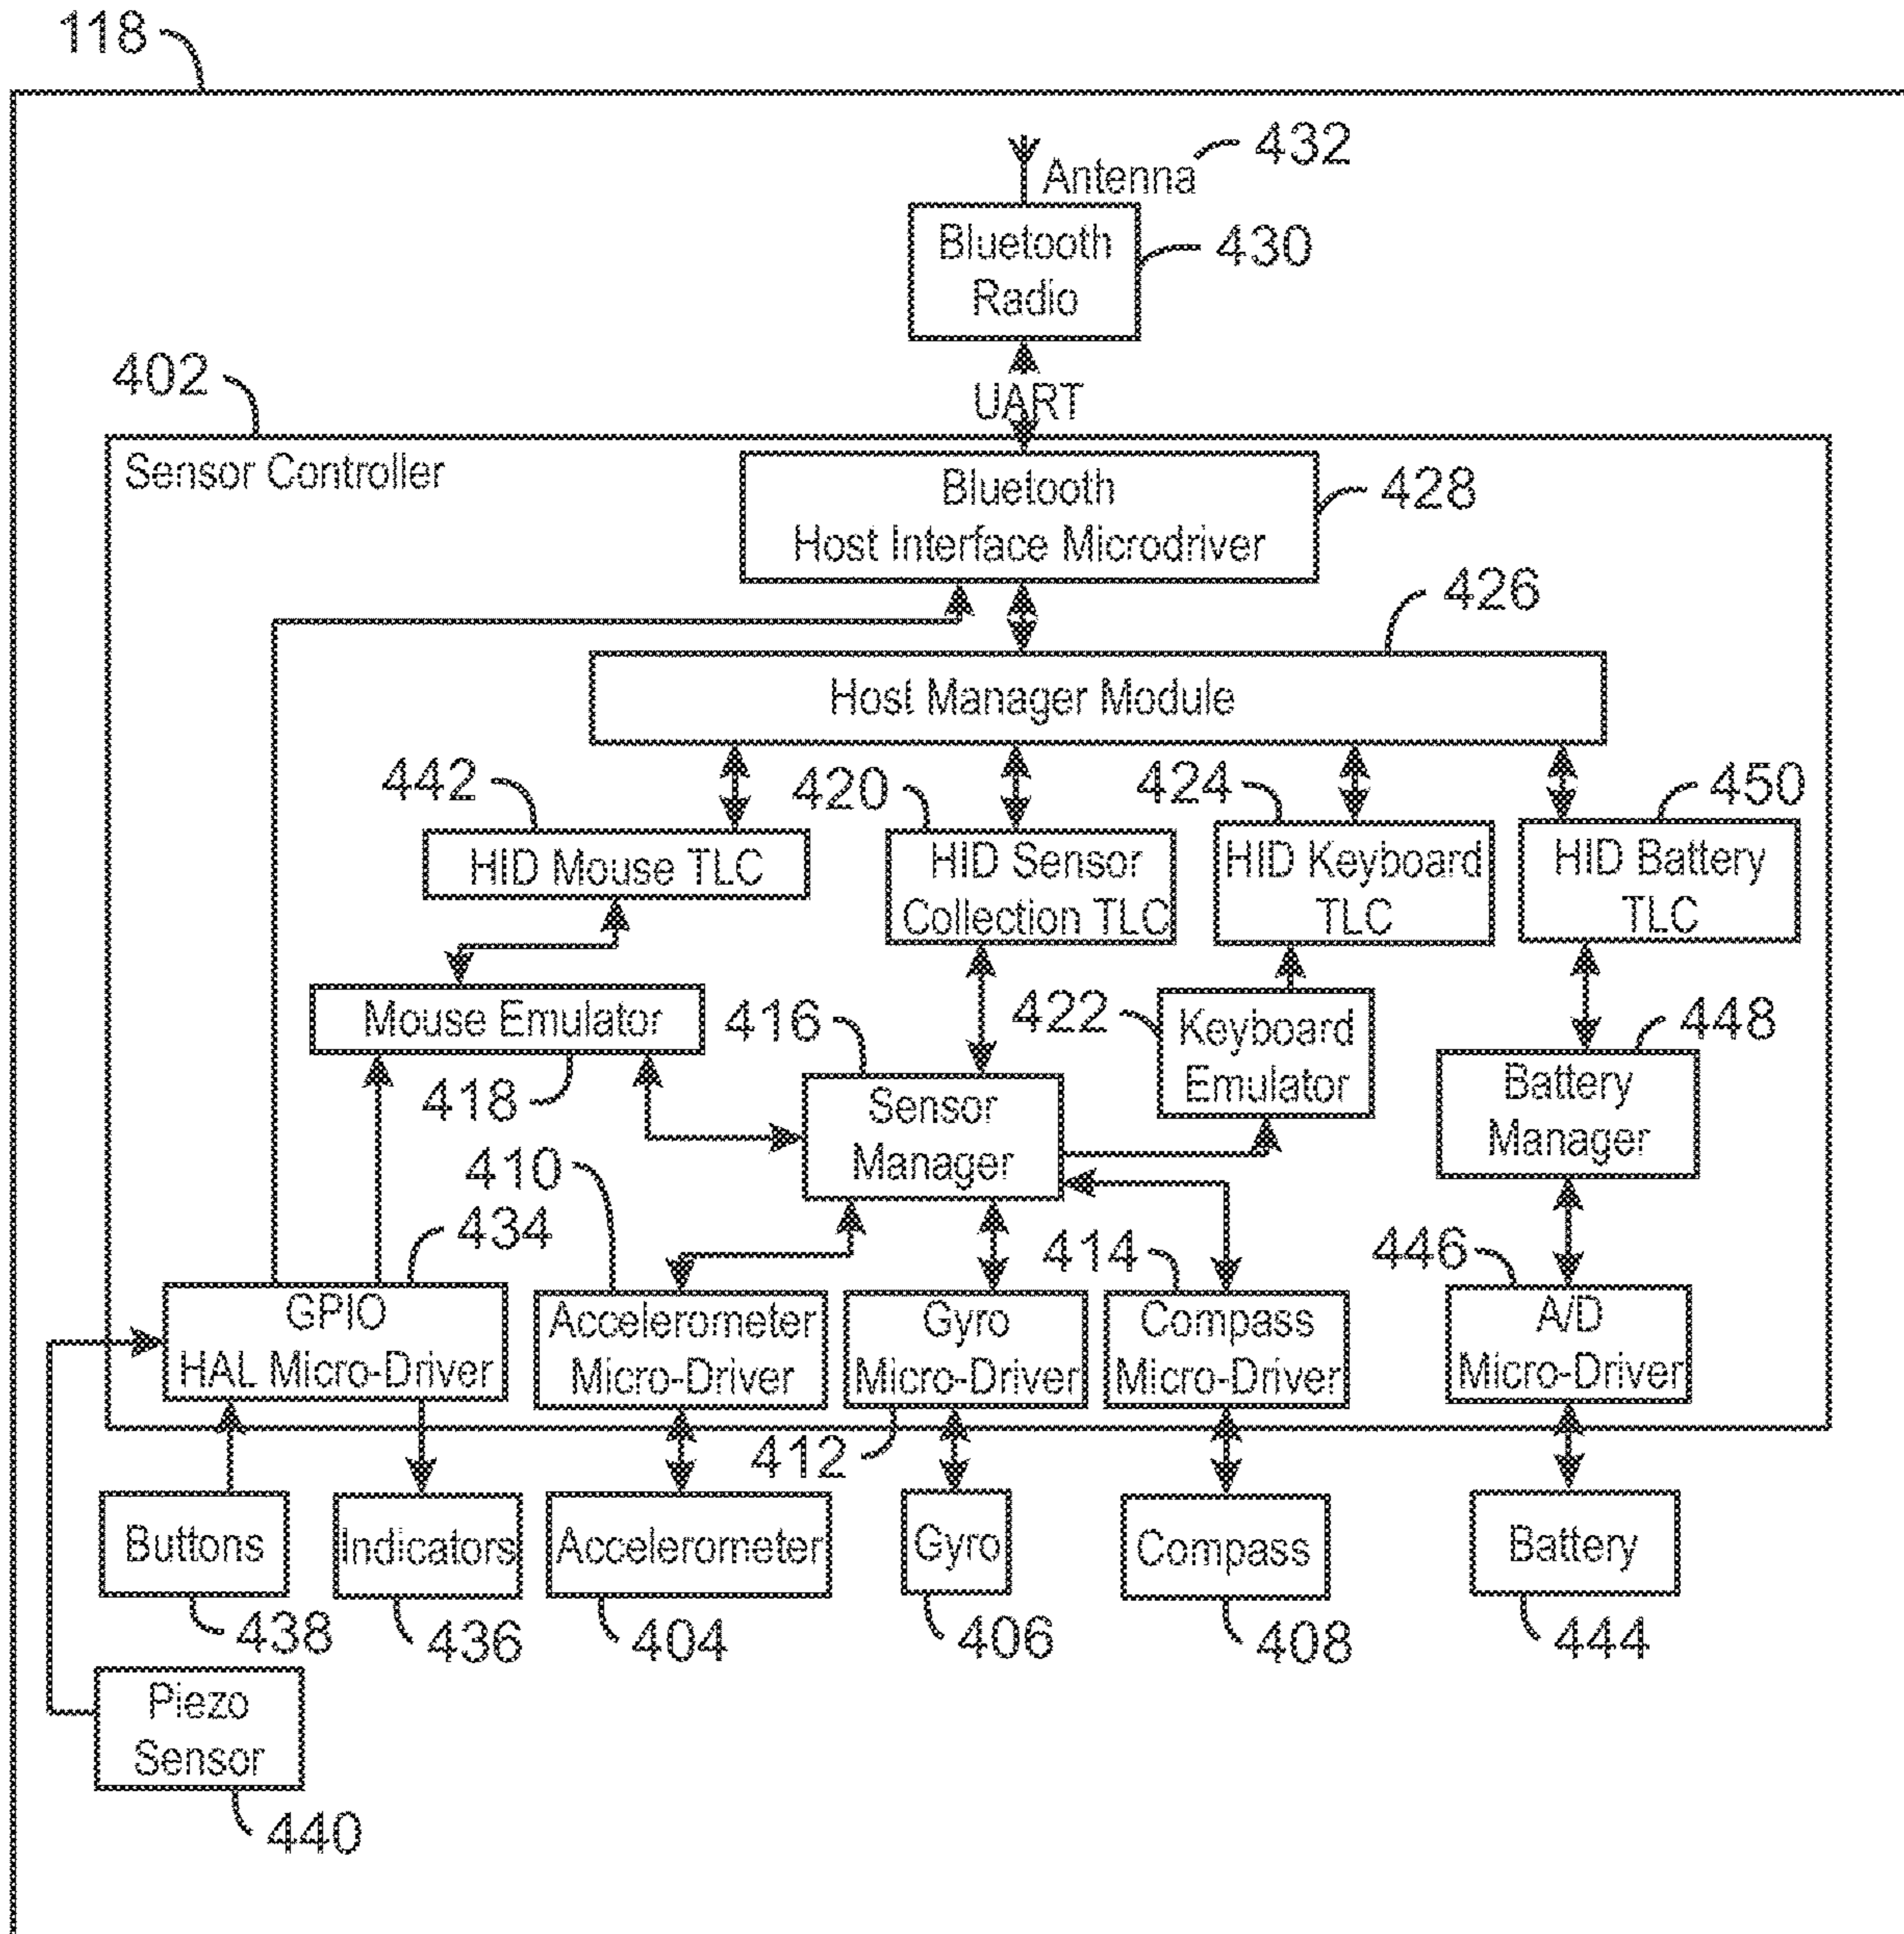 118
432
Antenna
Bluetooth
Radio
430
402
UART
Sensor Controller
Bluetooth
Host Interface Microdriver
428
426
Host Manager Module
442
420
424
450
HID Mouse TLC
HID Sensor
Collection TLC
HID Keyboard
TLC
HID Battery
TLC
Mouse Emulator
416
422
Keyboard
Emulator
448
418
Sensor
Manager
Battery
Manager
410
434
414
446
GPIO
HAL Micro-Driver
Accelerometer
Micro-Driver
Gyro
Micro-Driver
Compass
Micro-Driver
A/D
Micro-Driver
412
Buttons
Indicators
Accelerometer
Gyro
Compass
Battery
438
436
404
406
408
444
Piezo
Sensor
440